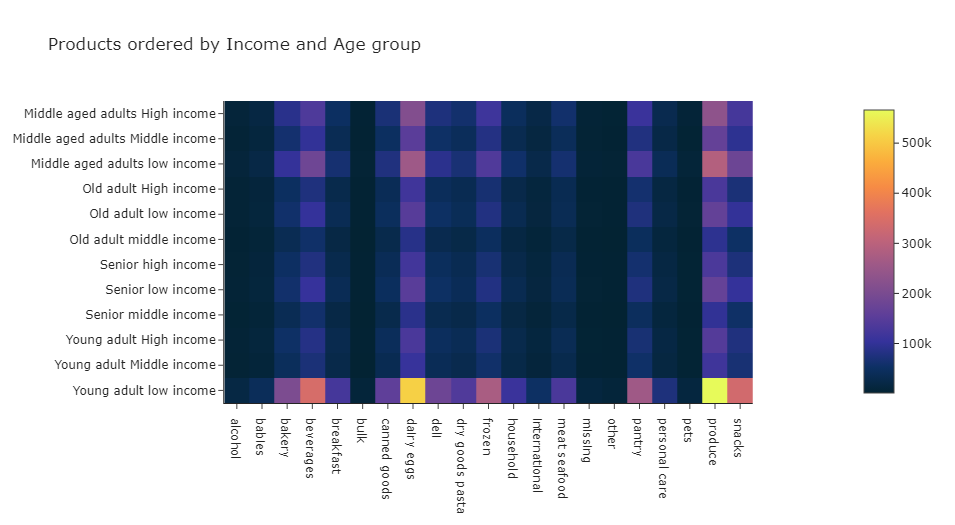 Products ordered by Income and Age group
Middle aged adults High income
Middle aged adults Middle income
Middle aged adults low income
Old adult High income
Old adult low income
Old adult middle income
Senior high income
Senior low income
Senior middle income
Young adult High income
Young adult Middle income
Young adult low income
alcohol
babies
bakery
beverages
breakfast
bulk
canned goods
dairy eggs
deli
dry goods pasta
frozen
household
international
meat seafood
missing
other
pantry
personal care
pets
produce
snacks
500k
400k
300k
200k
100k